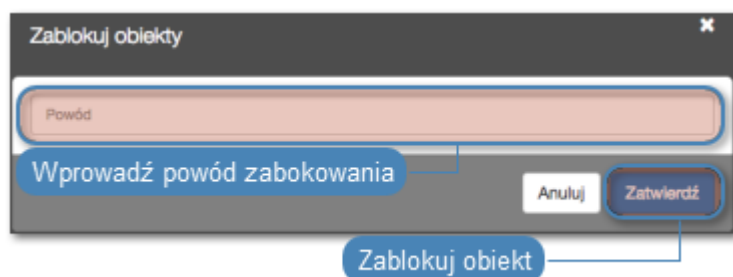 Zablokuj obiekty
Powód
Wprowadź powód zabokowania
Anuluj Zatwierdź
Zablokuj obiekt